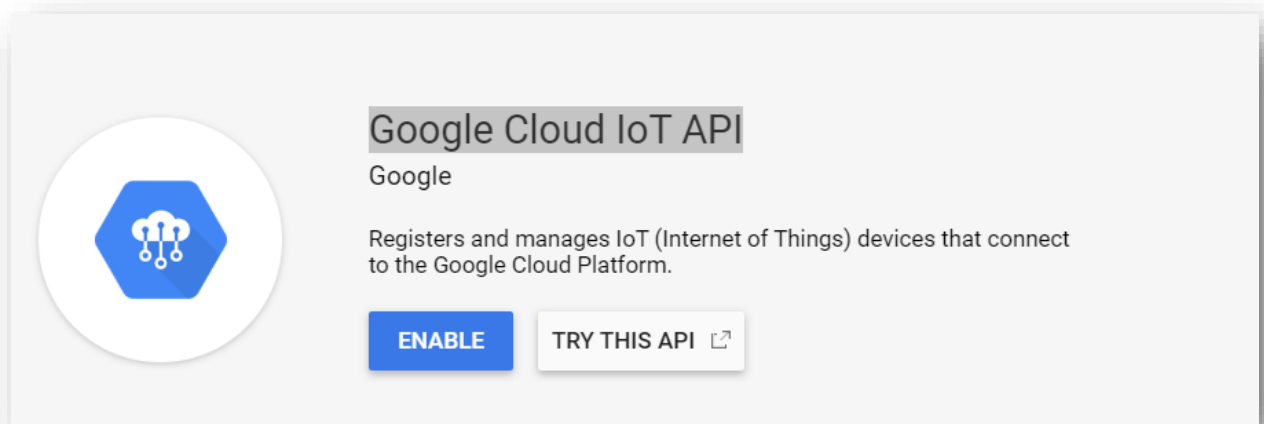 Google Cloud IoT API
Google
Registers and manages IoT (Internet of Things) devices that connect
to the Google Cloud Platform.
ENABLE
TRY THIS API